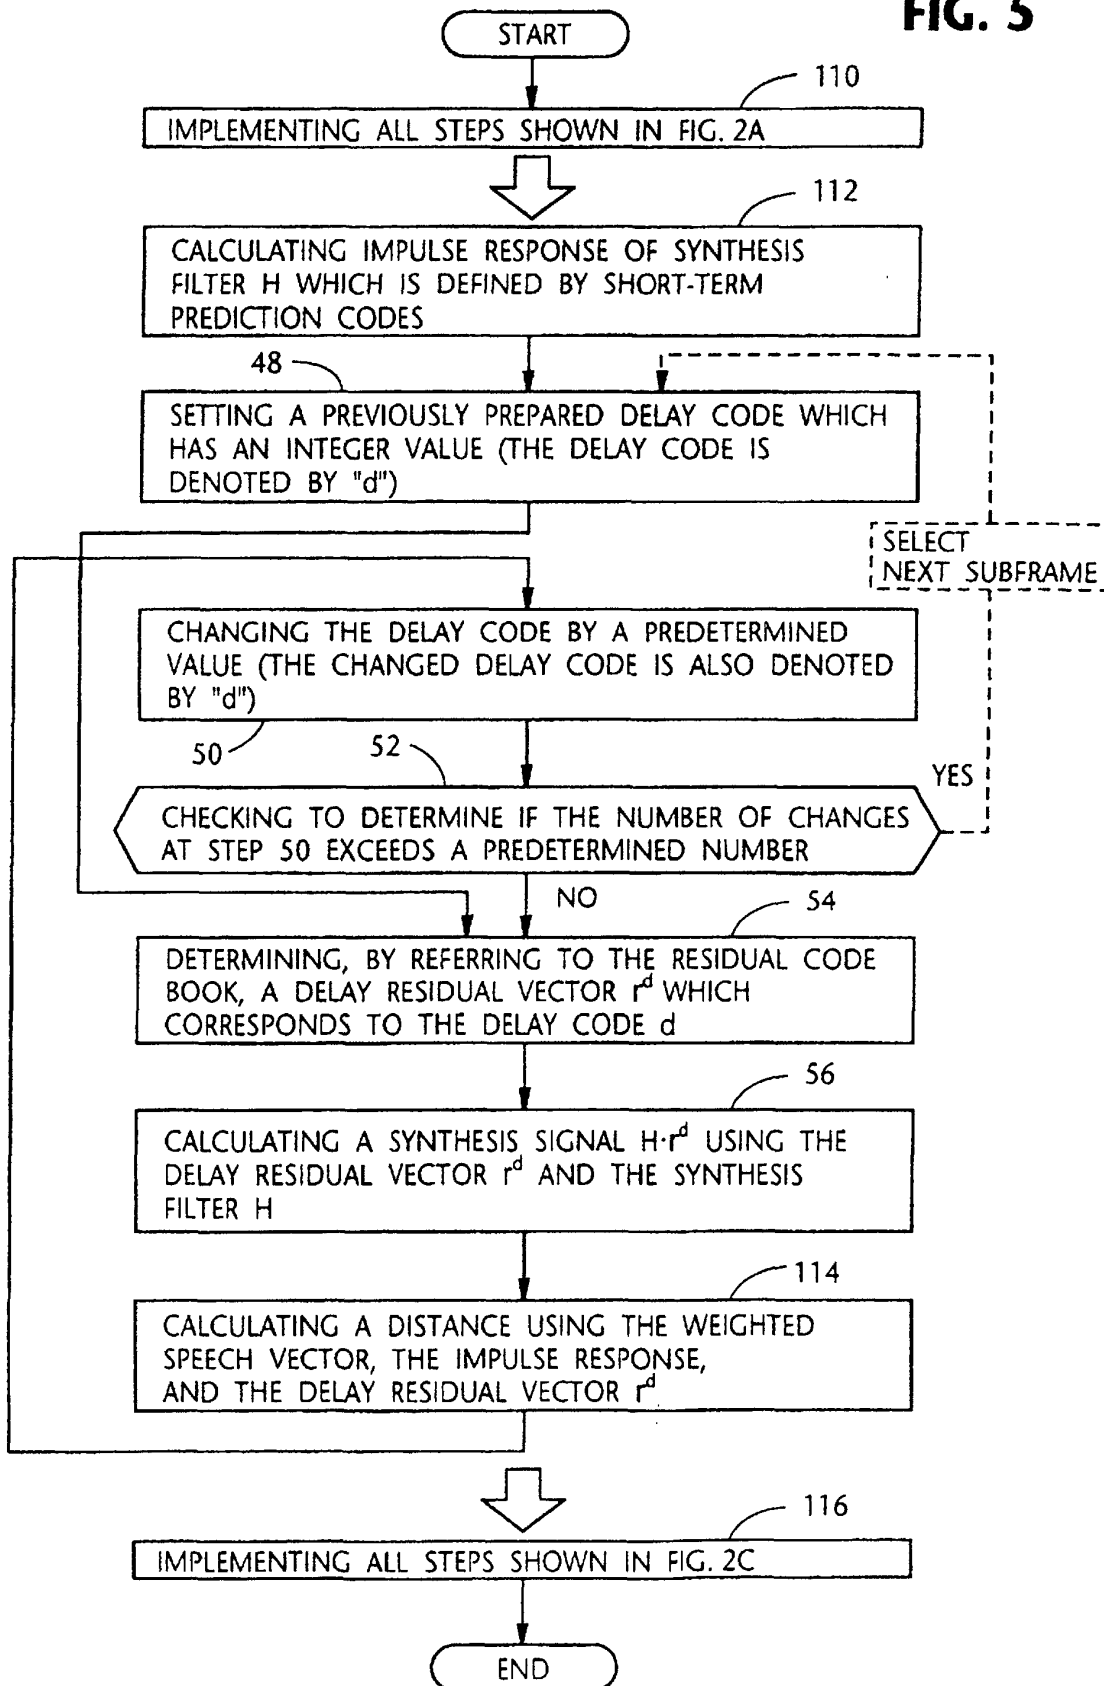 FIG. 5
START
110
IMPLEMENTING ALL STEPS SHOWN IN FIG. 2A
112
CALCULATING IMPULSE RESPONSE OF SYNTHESIS
FILTER H WHICH IS DEFINED BY SHORT-TERM
PREDICTION CODES
48
SETTING A PREVIOUSLY PREPARED DELAY CODE WHICH
HAS AN INTEGER VALUE (THE DELAY CODE IS
DENOTED BY "d")
SELECT
NEXT SUBFRAME
CHANGING THE DELAY CODE BY A PREDETERMINED
VALUE (THE CHANGED DELAY CODE IS ALSO DENOTED
BY "d")
50
52
YES
CHECKING TO DETERMINE IF THE NUMBER OF CHANGES
AT STEP 50 EXCEEDS A PREDETERMINED NUMBER
NO
54
DETERMINING, BY REFERRING TO THE RESIDUAL CODE
BOOK, A DELAY RESIDUAL VECTOR r^d WHICH
CORRESPONDS TO THE DELAY CODE d
56
CALCULATING A SYNTHESIS SIGNAL H·r^d USING THE
DELAY RESIDUAL VECTOR r^d AND THE SYNTHESIS
FILTER H
114
CALCULATING A DISTANCE USING THE WEIGHTED
SPEECH VECTOR, THE IMPULSE RESPONSE,
AND THE DELAY RESIDUAL VECTOR r^d
116
IMPLEMENTING ALL STEPS SHOWN IN FIG. 2C
END